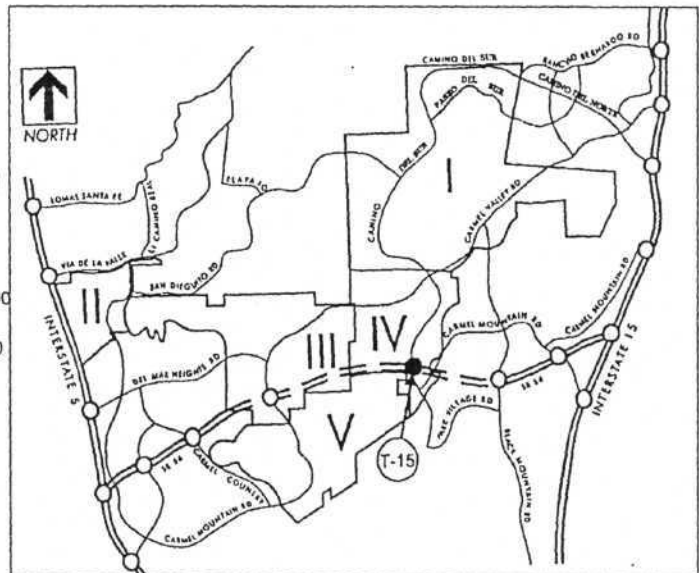 NORTH
CAMINO DEL SUR
RANCHO BERNARDO RD
PASEO DEL SUR
CAMINO DEL NORTE
LOMAS SANTA FE
EL CAMINO REAL
DEL SUR
CAMINO
I
CARMEL VALLEY RD
VIA DE LA VALLE
SAN DIEGUITO RD
II
INTERSTATE 5
III
IV
CARMEL MOUNTAIN RD
CARMEL MOUNTAIN RD
DEL MAR HEIGHTS RD
SR 56
INTERSTATE 15
V
PARK VILLAGE RD
T-15
SR 56
CARMEL COUNTRY
BLACK MOUNTAIN RD
CARMEL MOUNTAIN RD
0